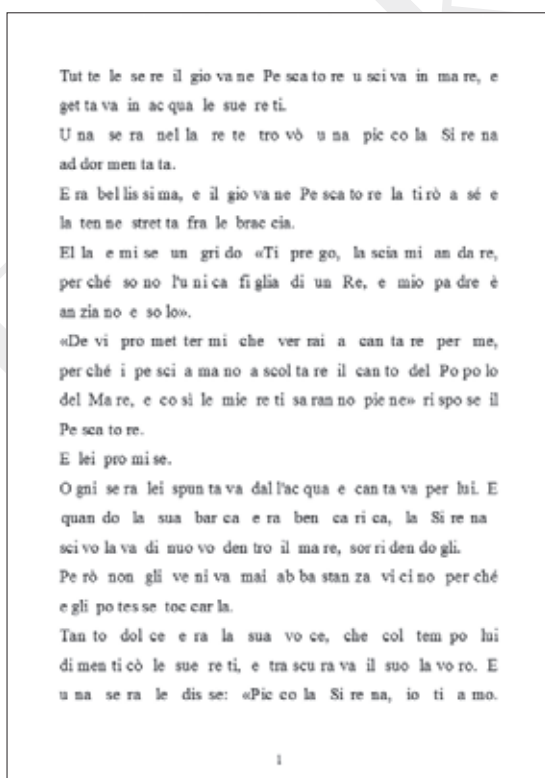 Tut te le se re il gio va ne Pe sca to re u sci va in ma re, e
get ta va in ac qua le sue re ti.
U na se ra nel la re te tro vò u na pic co la Si re na
ad dor men ta ta.
E ra bel lis si ma, e il gio va ne Pe sca to re la ti rò a sé e
la ten ne stret ta fra le brac cia.
El la e mi se un gri do «Ti pre go, la scia mi an da re,
per ché so no l'u ni ca fi glia di un Re, e mio pa dre è
an zia no e so lo».
«De vi pro met ter mi che ver rai a can ta re per me,
per ché i pe sci a ma no a scol ta re il can to del Po po lo
del Ma re, e co sì le mie re ti sa ran no pie ne» ri spo se il
Pe sca to re.
E lei pro mi se.
O gni se ra lei spun ta va dal l'ac qua e can ta va per lui. E
quan do la sua bar ca e ra ben ca ri ca, la Si re na
sci vo la va di nuo vo den tro il ma re, sor ri den do gli.
Pe rò non gli ve ni va mai ab ba stan za vi ci no per ché
e gli po tes se toc car la.
Tan to dol ce e ra la sua vo ce, che col tem po lui
di men ti cò le sue re ti, e tra scu ra va il suo la vo ro. E
u na se ra le dis se: «Pic co la Si re na, io ti a mo.
1